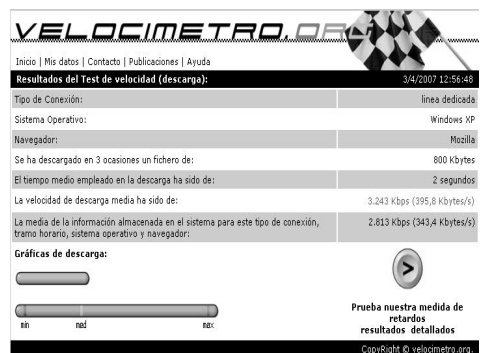 VELOCIMETRO.ORG
Inicio | Mis datos | Contacto | Publicaciones | Ayuda
Resultados del Test de velocidad (descarga): 3/4/2007 12:56:48
Tipo de Conexión: linea dedicada
Sistema Operativo: Windows XP
Navegador: Mozilla
Se ha descargado en 3 ocasiones un fichero de: 800 Kbytes
El tiempo medio empleado en la descarga ha sido de: 2 segundos
La velocidad de descarga media ha sido de: 3.243 Kbps (395,8 Kbytes/s)
La media de la información almacenada en el sistema para este tipo de conexión, 2.813 Kbps (343,4 Kbytes/s)
tramo horario, sistema operativo y navegador:
Gráficas de descarga:
min med max
Prueba nuestra medida de
retardos
resultados detallados
CopyRight © velocimetro.org.